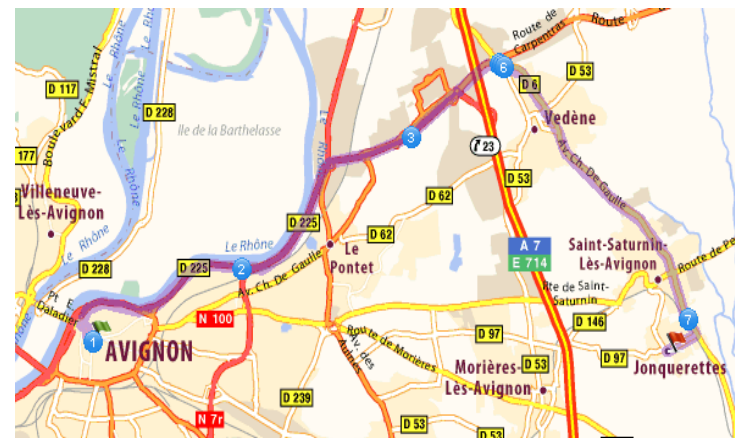 Route de
Carpentras
Route
Le Rhône
Boulevard F. Mistral
D 117
D 228
Le Rhône
Le Rhône
Ile de la Barthelasse
177
Villeneuve-
Lès-Avignon
Le Rhône
D 228
Pt E.
Daladier
1
AVIGNON
D 225
2
Le Rhône
D 225
Av. Ch. De Gaulle
Le
Pontet
D 62
D 62
3
6
D 6
D 53
Vedène
23
D 53
Av. Ch. De Gaulle
A 7
E 714
Saint-Saturnin-
Lès-Avignon
Route de Pe
Rte de Saint-
Saturnin
D 146
7
D 97
D 97
Jonquerettes
N 100
Route de Morières
Av. des
Morières-
Lès-Avignon
D 53
D 239
N 7r
D 53
D 53